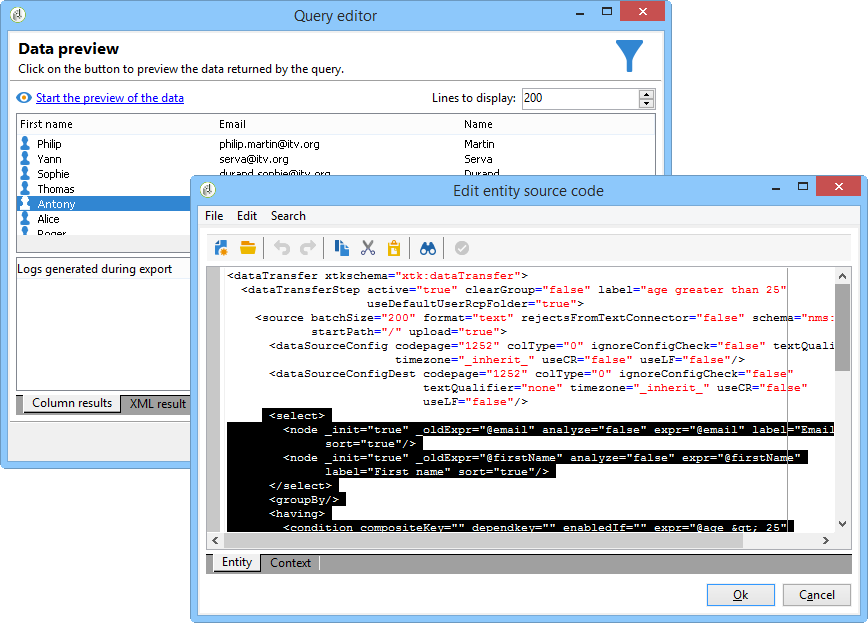 Query editor
Data preview
Click on the button to preview the data returned by the query.
Start the preview of the data
Lines to display: 200
First name Email Name
Philip philip.martin@itv.org Martin
Yann serva@itv.org Serva
Sophie durand.sophie@itv.org Durand
Thomas
Antony
Alice
Roger
Logs generated during export
Column results XML result
Edit entity source code
File Edit Search
<dataTransfer xtkschema="xtk:dataTransfer">
<dataTransferStep active="true" clearGroup="false" label="age greater than 25"
useDefaultUserRcpFolder="true">
<source batchSize="200" format="text" rejectsFromTextConnector="false" schema="nms:
startPath="/" upload="true">
<dataSourceConfig codepage="1252" colType="0" ignoreConfigCheck="false" textQuali
timezone="_inherit_" useCR="false" useLF="false"/>
<dataSourceConfigDest codepage="1252" colType="0" ignoreConfigCheck="false"
textQualifier="none" timezone="_inherit_" useCR="false"
useLF="false"/>
<select>
<node _init="true" _oldExpr="@email" analyze="false" expr="@email" label="Email
sort="true"/>
<node _init="true" _oldExpr="@firstName" analyze="false" expr="@firstName"
label="First name" sort="true"/>
</select>
<groupBy/>
<having>
<condition compositeKey="" dependkey="" enabledIf="" expr="@age &gt; 25"
Entity Context
Ok Cancel